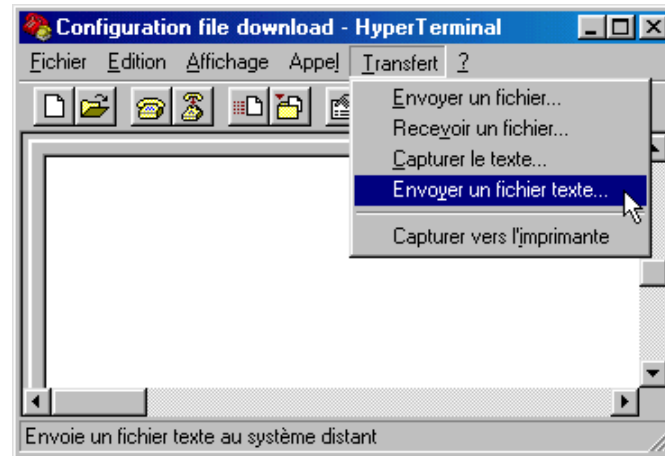 Configuration file download - HyperTerminal
Fichier Edition Affichage Appel Transfert ?
Envoyer un fichier...
Recevoir un fichier...
Capturer le texte...
Envoyer un fichier texte...
Capturer vers l'imprimante
Envoie un fichier texte au système distant